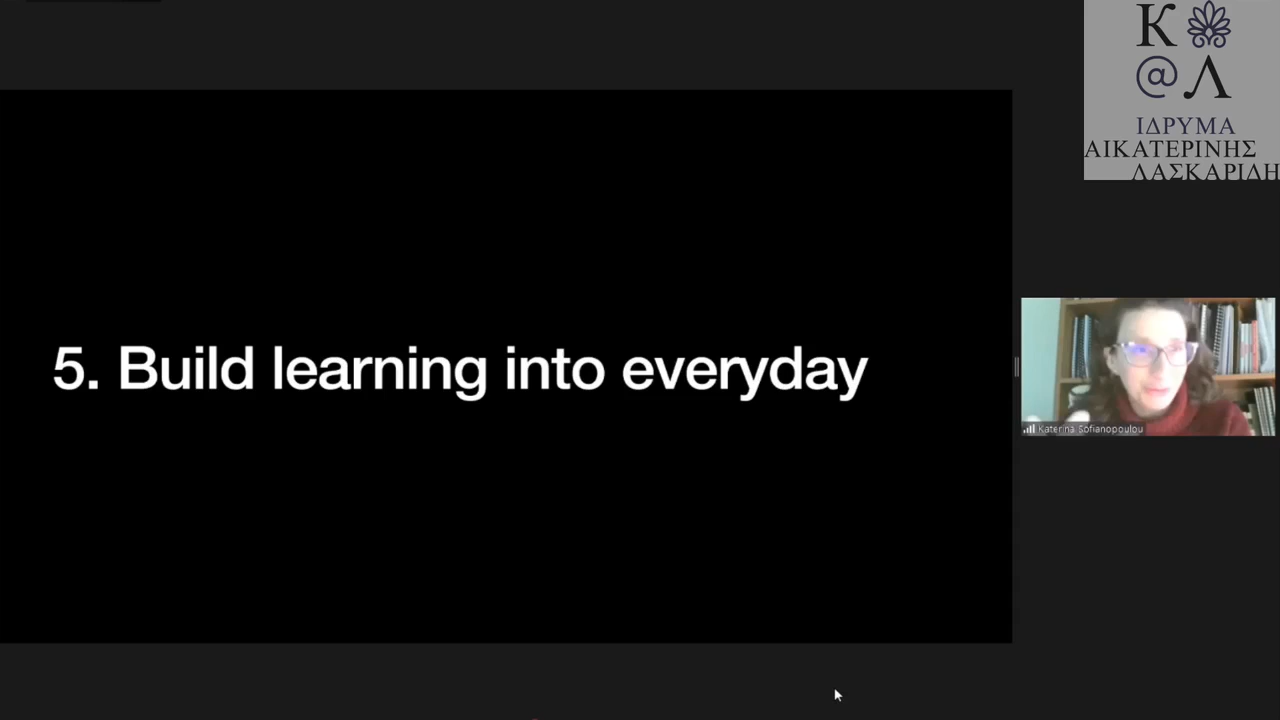 Κ
@Λ
ΙΔΡΥΜΑ
ΑΙΚΑΤΕΡΙΝΗΣ
ΛΑΣΚΑΡΙΔΗ
5. Build learning into everyday
Katerina Sofianopoulou